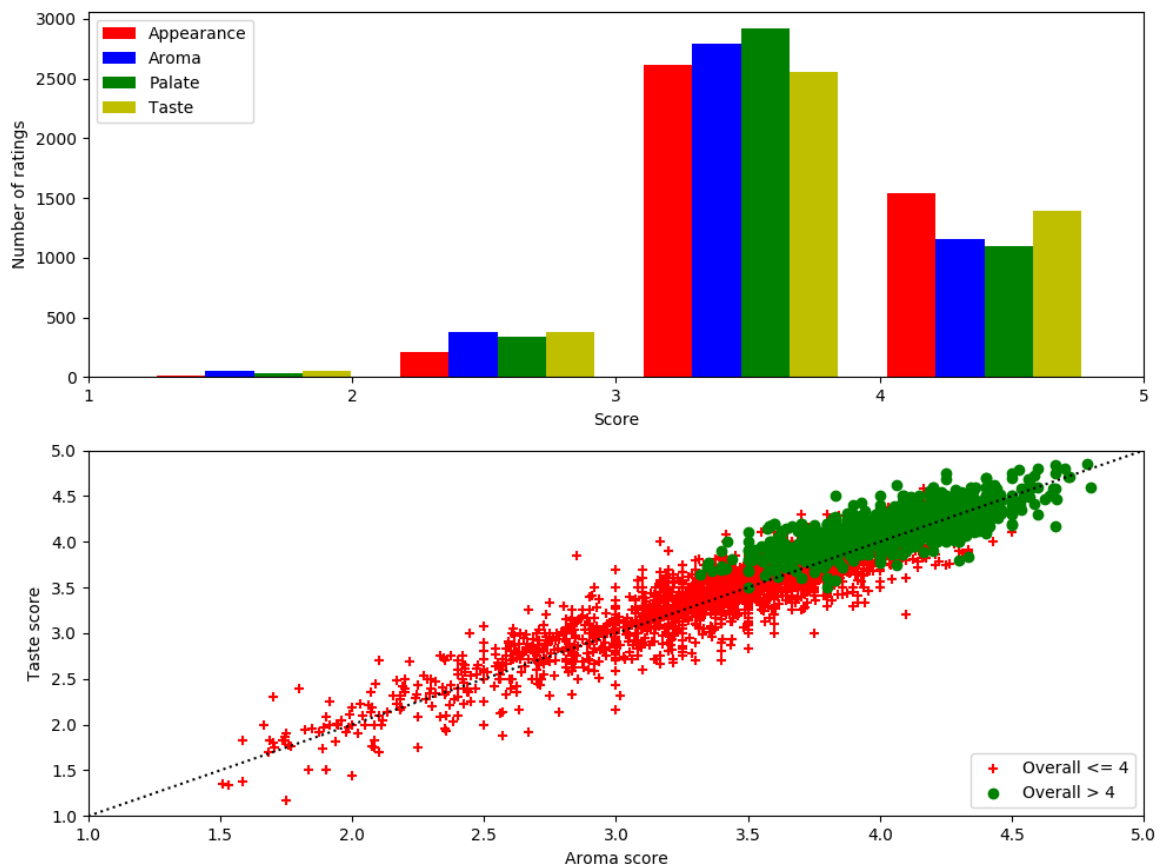 3000
2500
2000
1500
1000
500
0
Number of ratings
Appearance
Aroma
Palate
Taste
1 2 3 4 5
Score
5.0
4.5
4.0
3.5
3.0
2.5
2.0
1.5
1.0
Taste score
Overall <= 4
Overall > 4
1.0 1.5 2.0 2.5 3.0 3.5 4.0 4.5 5.0
Aroma score